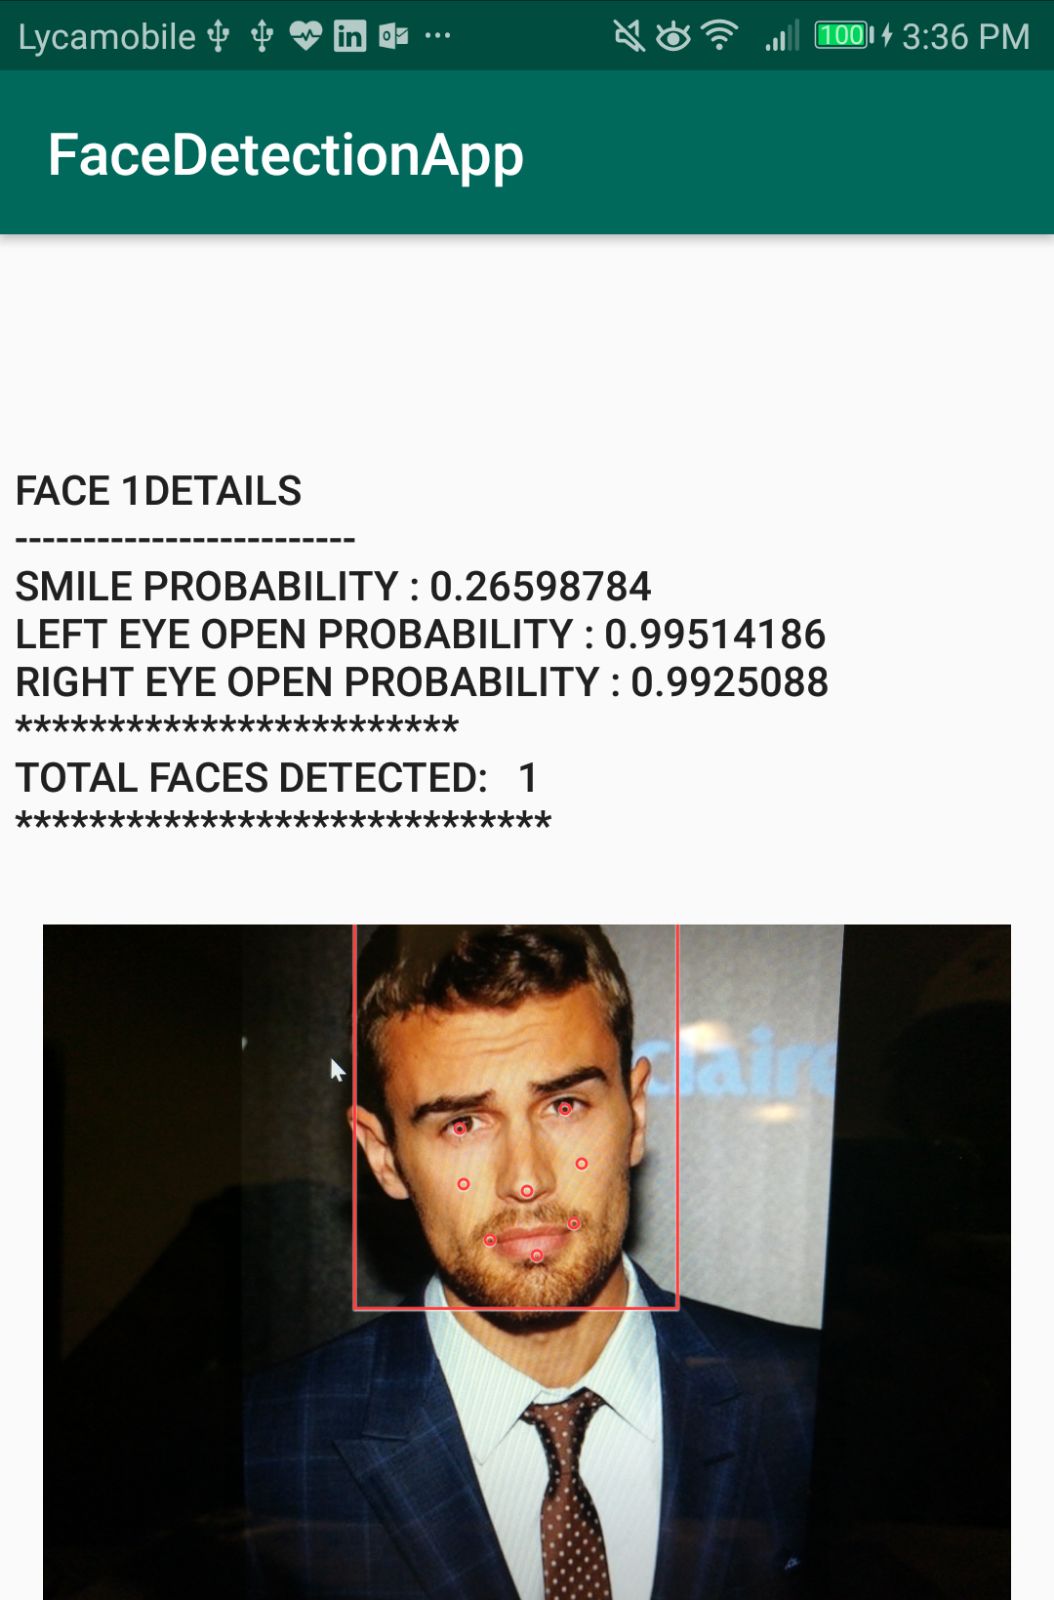 Lycamobile ... 100 3:36 PM
FaceDetectionApp
FACE 1DETAILS
-------------------------
SMILE PROBABILITY : 0.26598784
LEFT EYE OPEN PROBABILITY : 0.99514186
RIGHT EYE OPEN PROBABILITY : 0.9925088
************************
TOTAL FACES DETECTED: 1
*****************************
claire